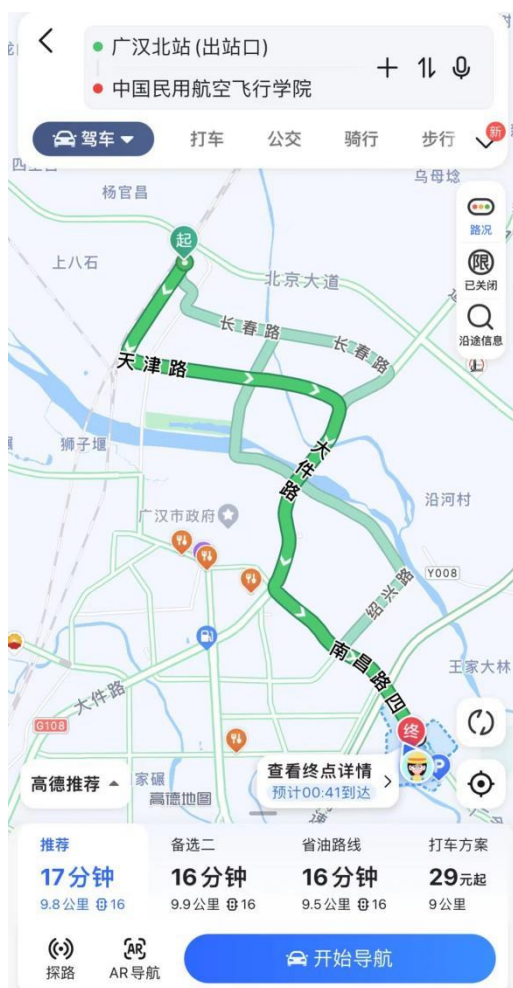 广汉北站(出站口)
中国民用航空飞行学院
驾车
打车
公交
骑行
步行
新
乌母埝
杨官昌
路况
起
上八石
北京大道
限
已关闭
长春路
长春路
沿途信息
天津路
狮子堰
大件路
沿河村
广汉市政府
Y008
绍兴路
南昌路四
王家大林
大件路
G108
终
P
查看终点详情
预计00:41到达
高德推荐
家碾
高德地图
推荐
备选二
省油路线
打车方案
17分钟
16分钟
16分钟
29元起
9.8公里 16
9.9公里 16
9.5公里 16
9公里
探路
AR
AR导航
开始导航